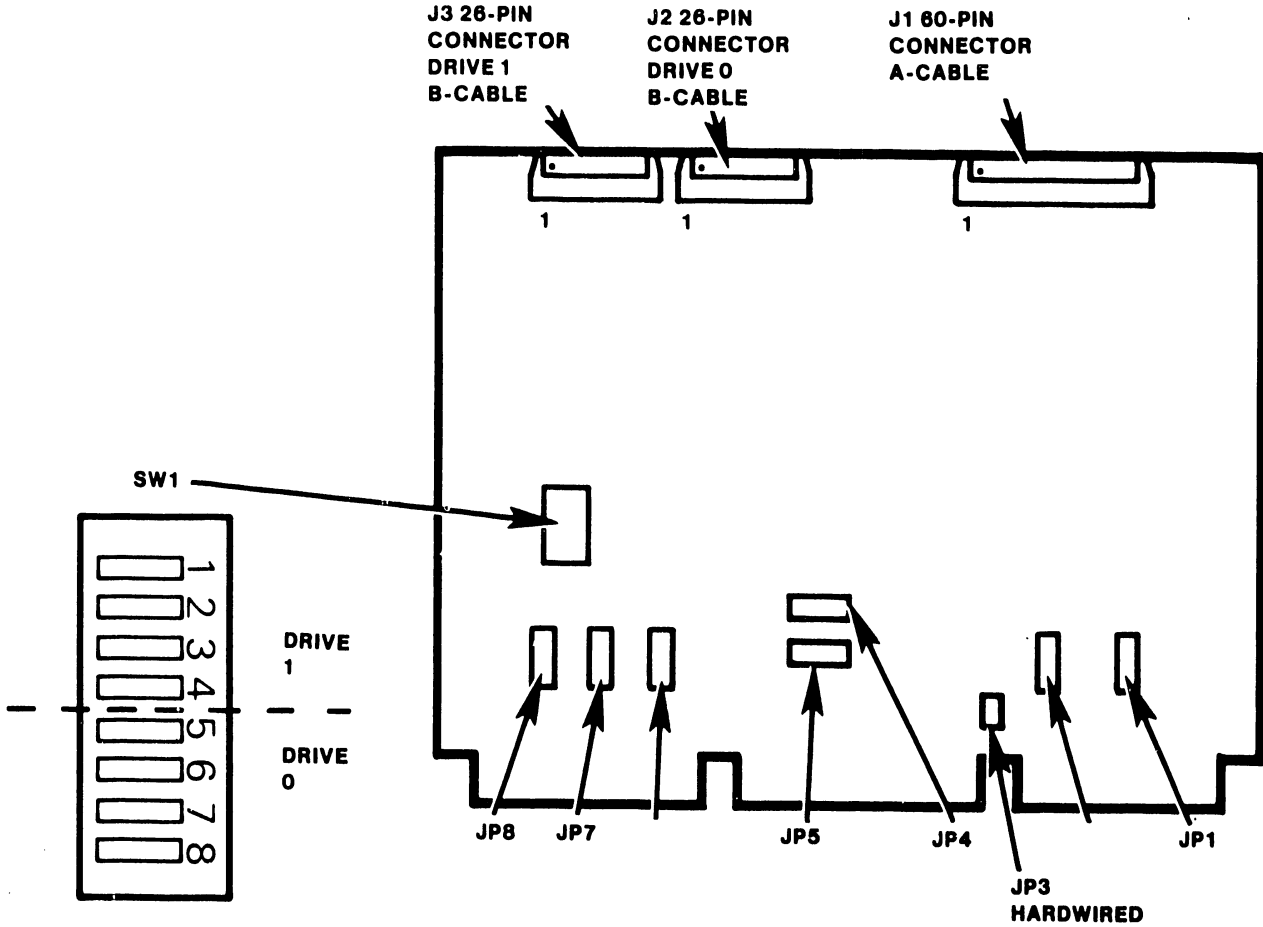 J3 26-PIN
CONNECTOR
DRIVE 1
B-CABLE
J2 26-PIN
CONNECTOR
DRIVE 0
B-CABLE
J1 60-PIN
CONNECTOR
A-CABLE
1
1
1
SW1
1
2
3
4
5
6
7
8
DRIVE
1
DRIVE
0
JP8
JP7
JP5
JP4
JP1
JP3
HARDWIRED